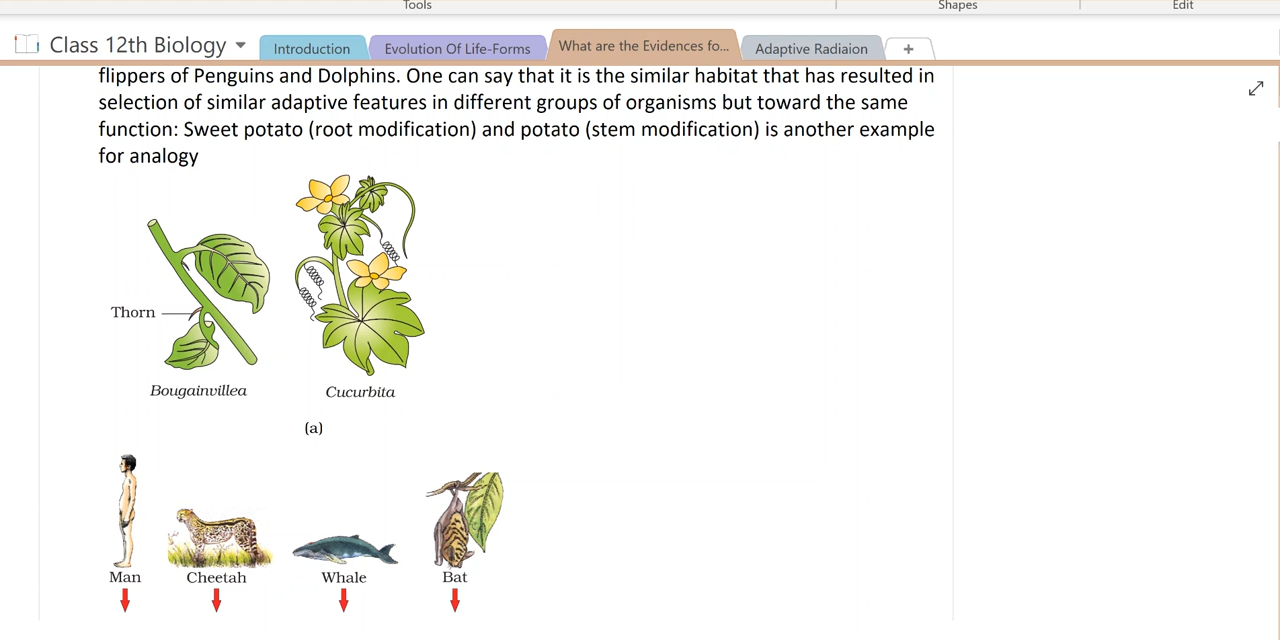 Tools
Shapes
Edit
Class 12th Biology
Introduction
Evolution Of Life-Forms
What are the Evidences fo...
Adaptive Radiaion
+
flippers of Penguins and Dolphins. One can say that it is the similar habitat that has resulted in
selection of similar adaptive features in different groups of organisms but toward the same
function: Sweet potato (root modification) and potato (stem modification) is another example
for analogy
Thorn
Bougainvillea
Cucurbita
(a)
Man
Cheetah
Whale
Bat